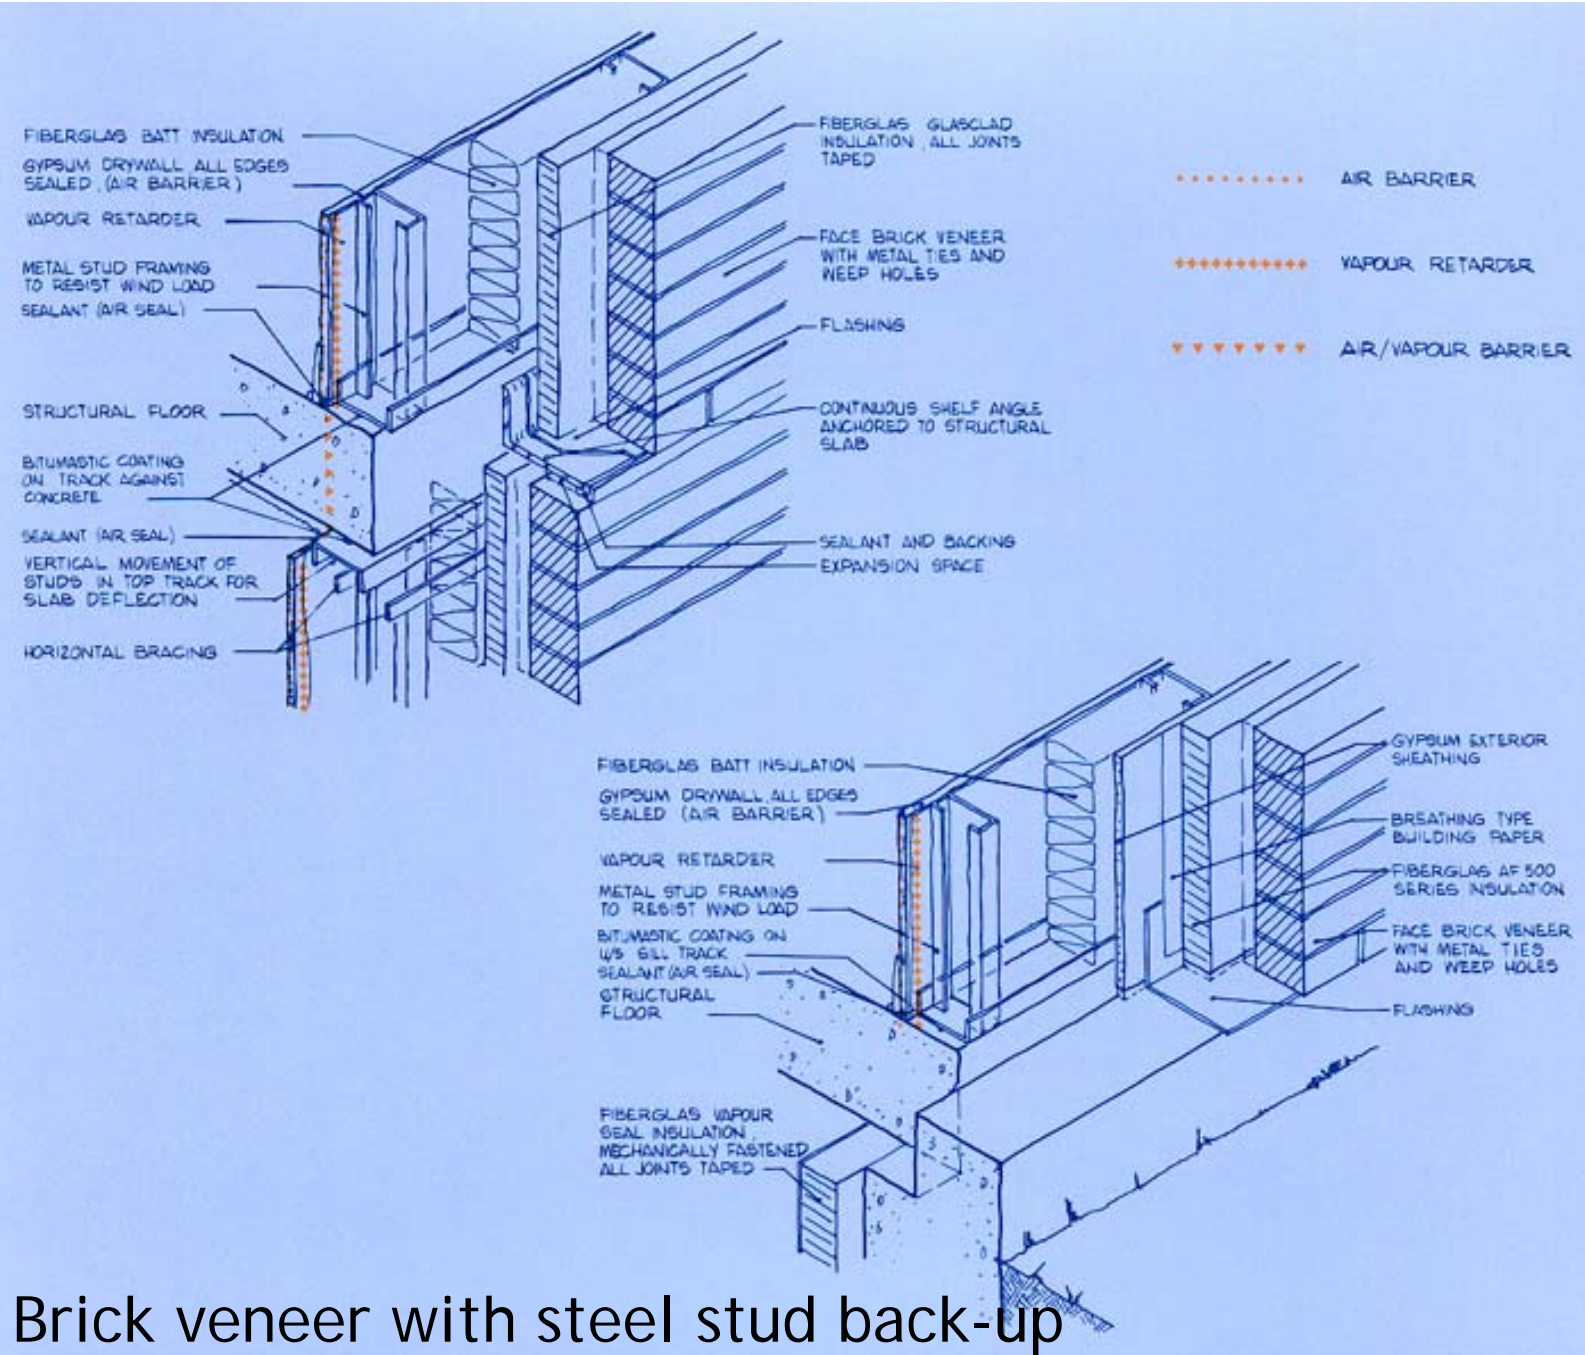 FIBERGLAS BATT INSULATION
GYPSUM DRYWALL, ALL EDGES
SEALED, (AIR BARRIER)
VAPOUR RETARDER
METAL STUD FRAMING
TO RESIST WIND LOAD
SEALANT (AIR SEAL)
STRUCTURAL FLOOR
BITUMASTIC COATING
ON TRACK AGAINST
CONCRETE
SEALANT (AIR SEAL)
VERTICAL MOVEMENT OF
STUDS IN TOP TRACK FOR
SLAB DEFLECTION
HORIZONTAL BRACING
FIBERGLAS GLASCLAD
INSULATION, ALL JOINTS
TAPED
FACE BRICK VENEER
WITH METAL TIES AND
WEEP HOLES
FLASHING
CONTINUOUS SHELF ANGLE
ANCHORED TO STRUCTURAL
SLAB
SEALANT AND BACKING
EXPANSION SPACE
AIR BARRIER
VAPOUR RETARDER
AIR/VAPOUR BARRIER
FIBERGLAS BATT INSULATION
GYPSUM DRYWALL, ALL EDGES
SEALED (AIR BARRIER)
VAPOUR RETARDER
METAL STUD FRAMING
TO RESIST WIND LOAD
BITUMASTIC COATING ON
U/S SILL TRACK
SEALANT (AIR SEAL)
STRUCTURAL
FLOOR
FIBERGLAS VAPOUR
SEAL INSULATION,
MECHANICALLY FASTENED,
ALL JOINTS TAPED
GYPSUM EXTERIOR
SHEATHING
BREATHING TYPE
BUILDING PAPER
FIBERGLAS AF 500
SERIES INSULATION
FACE BRICK VENEER
WITH METAL TIES
AND WEEP HOLES
FLASHING
Brick veneer with steel stud back-up